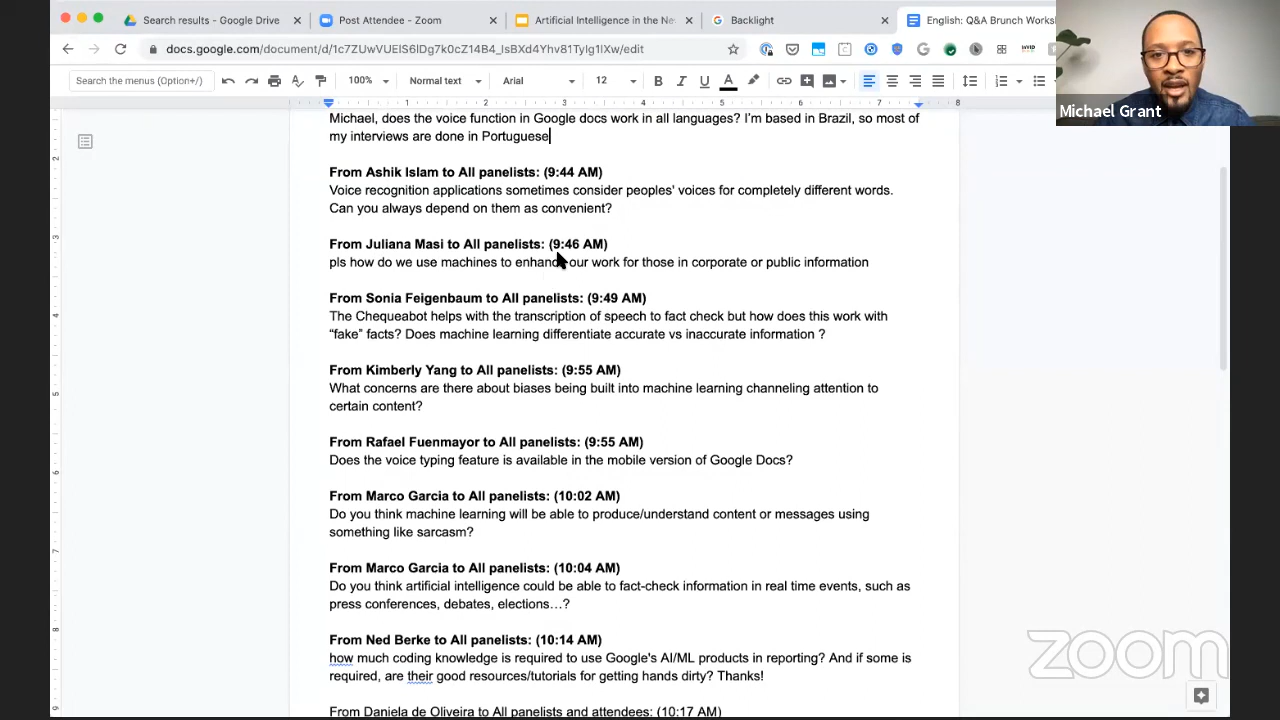 Search results - Google Drive
Post Attendee - Zoom
Artificial Intelligence in the Ne
Backlight
English: Q&A Brunch Works
docs.google.com/document/d/
Search the menus (Option+/)
100%
Normal text
Arial
12
1 2 3 4 5 6 7 8
Michael, does the voice function in Google docs work in all languages? I'm based in Brazil, so most of
my interviews are done in Portuguese
From Ashik Islam to All panelists: (9:44 AM)
Voice recognition applications sometimes consider peoples' voices for completely different words.
Can you always depend on them as convenient?
From Juliana Masi to All panelists: (9:46 AM)
pls how do we use machines to enhance our work for those in corporate or public information
From Sonia Feigenbaum to All panelists: (9:49 AM)
The Chequeabot helps with the transcription of speech to fact check but how does this work with
“fake” facts? Does machine learning differentiate accurate vs inaccurate information ?
From Kimberly Yang to All panelists: (9:55 AM)
What concerns are there about biases being built into machine learning channeling attention to
certain content?
From Rafael Fuenmayor to All panelists: (9:55 AM)
Does the voice typing feature is available in the mobile version of Google Docs?
From Marco Garcia to All panelists: (10:02 AM)
Do you think machine learning will be able to produce/understand content or messages using
something like sarcasm?
From Marco Garcia to All panelists: (10:04 AM)
Do you think artificial intelligence could be able to fact-check information in real time events, such as
press conferences, debates, elections…?
From Ned Berke to All panelists: (10:14 AM)
how much coding knowledge is required to use Google's AI/ML products in reporting? And if some is
required, are their good resources/tutorials for getting hands dirty? Thanks!
From Daniela de Oliveira to All panelists and attendees: (10:17 AM)
Michael Grant
zoom